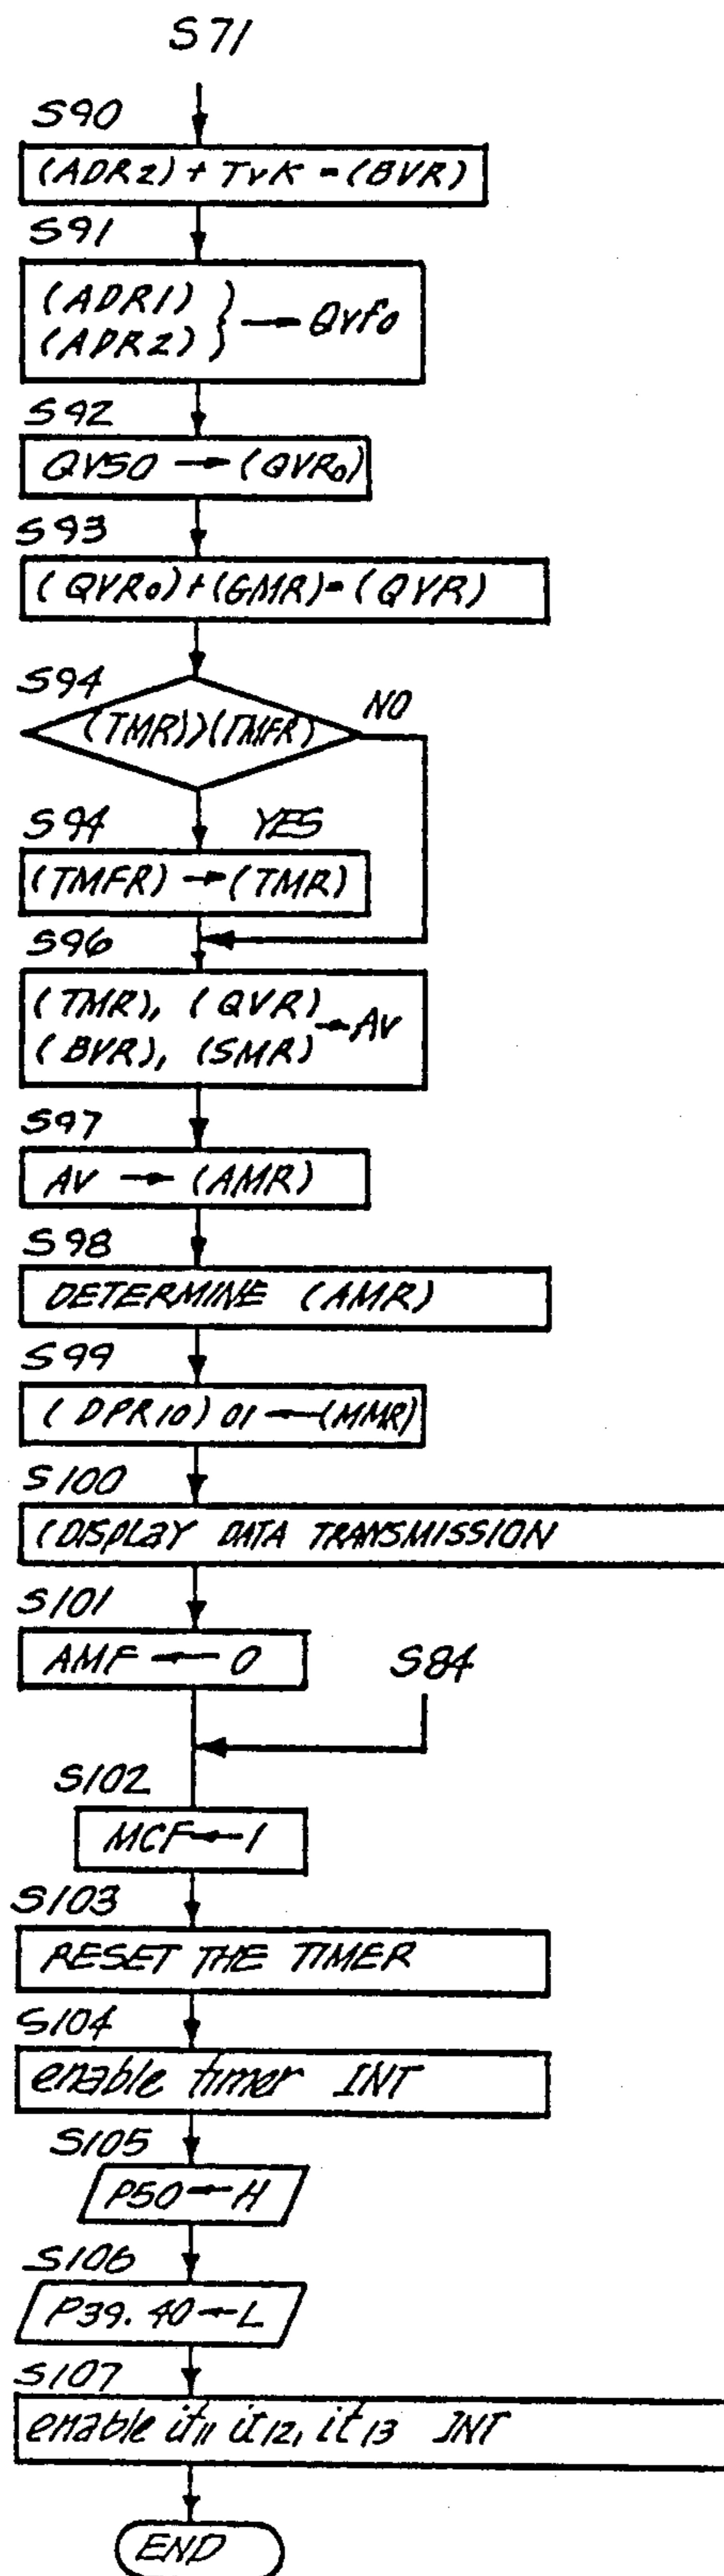 S71
S90
(ADR2) + TvK = (BVR)
S91
(ADR1)
(ADR2) } → Qvf0
S92
QVSO → (QVR0)
S93
(QVR0)+(GMR)=(QVR)
S94
(TMR)>(TMFR)
NO
S94
YES
(TMFR) → (TMR)
S96
(TMR), (QVR)
(BVR), (SMR) → Av
S97
AV → (AMR)
S98
DETERMINE (AMR)
S99
(DPR10) 01 ← (MMR)
S100
(DISPLAY DATA TRANSMISSION
S101
AMF ← 0
S84
S102
MCF ← 1
S103
RESET THE TIMER
S104
enable timer INT
S105
P50 ← H
S106
P39.40 ← L
S107
enable it11 it12, it13 INT
END